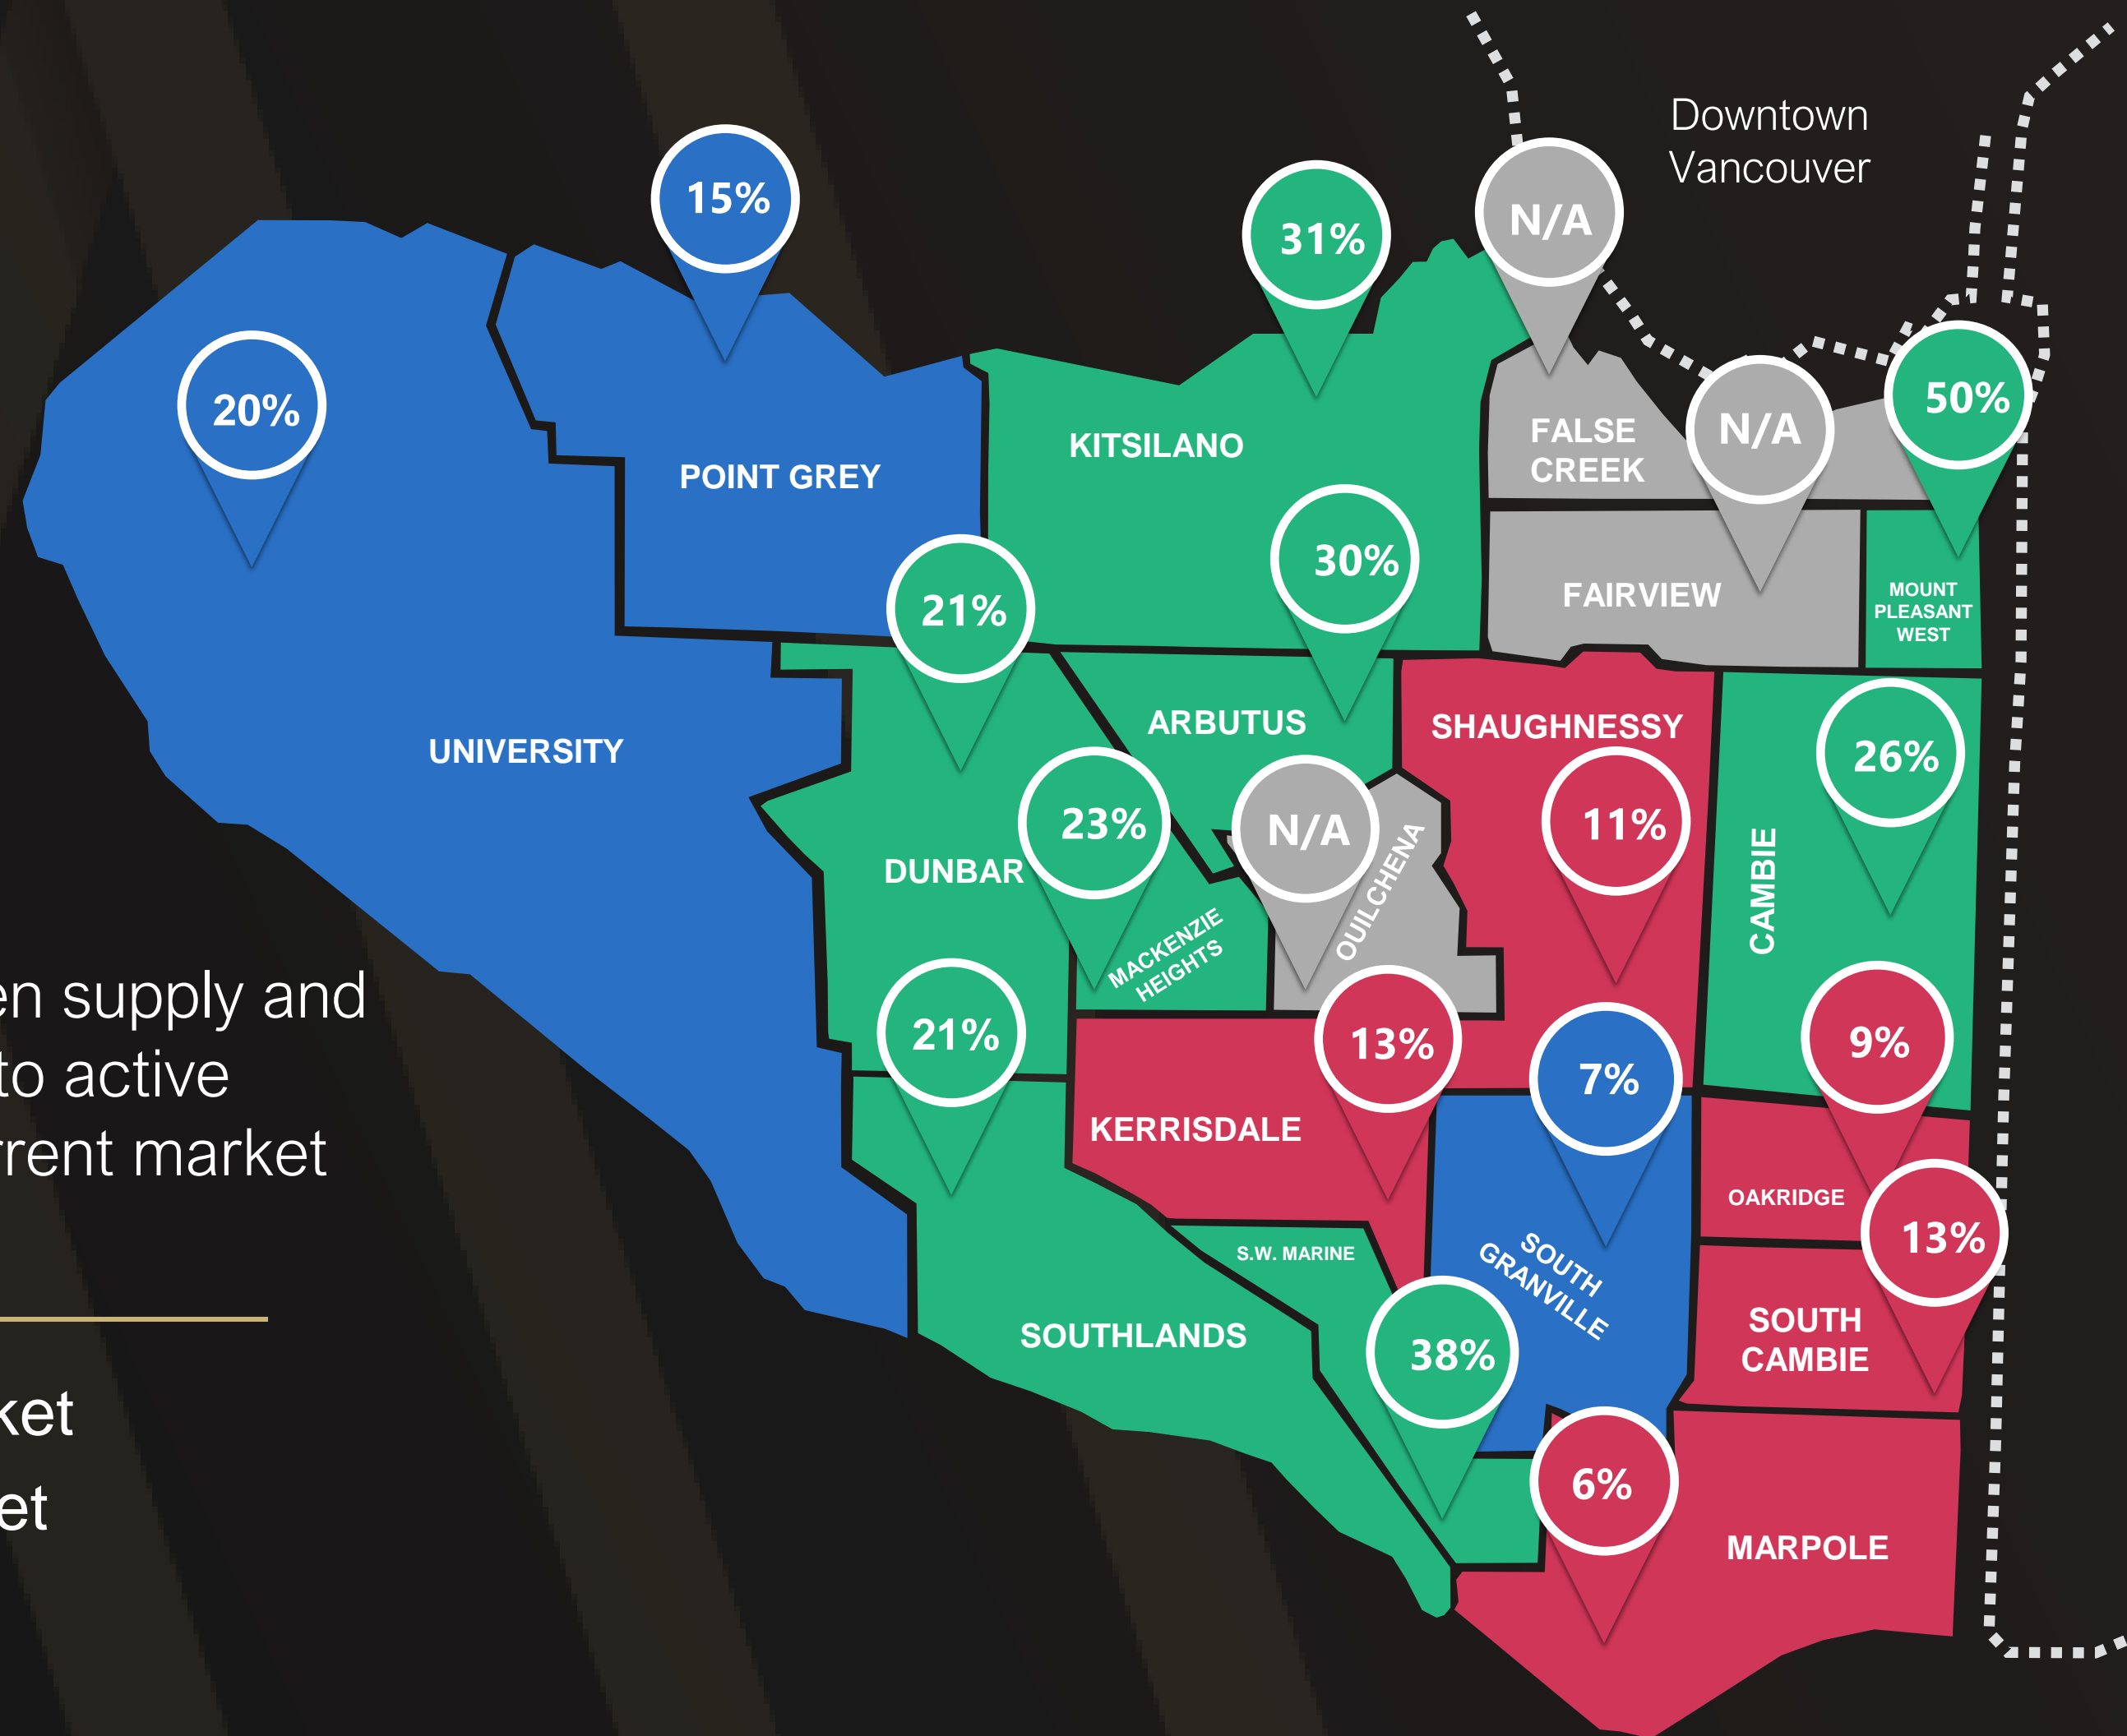 Downtown
Vancouver
15%
31%
N/A
20%
50%
N/A
FALSE
CREEK
KITSILANO
POINT GREY
30%
21%
FAIRVIEW
MOUNT
PLEASANT
WEST
ARBUTUS
SHAUGHNESSY
UNIVERSITY
26%
23%
N/A
11%
DUNBAR
QUILCHENA
CAMBIE
MACKENZIE
HEIGHTS
en supply and
to active
rrent market
21%
13%
7%
9%
KERRISDALE
OAKRIDGE
13%
S.W. MARINE
SOUTH
GRANVILLE
SOUTHLANDS
38%
SOUTH
CAMBIE
ket
et
6%
MARPOLE